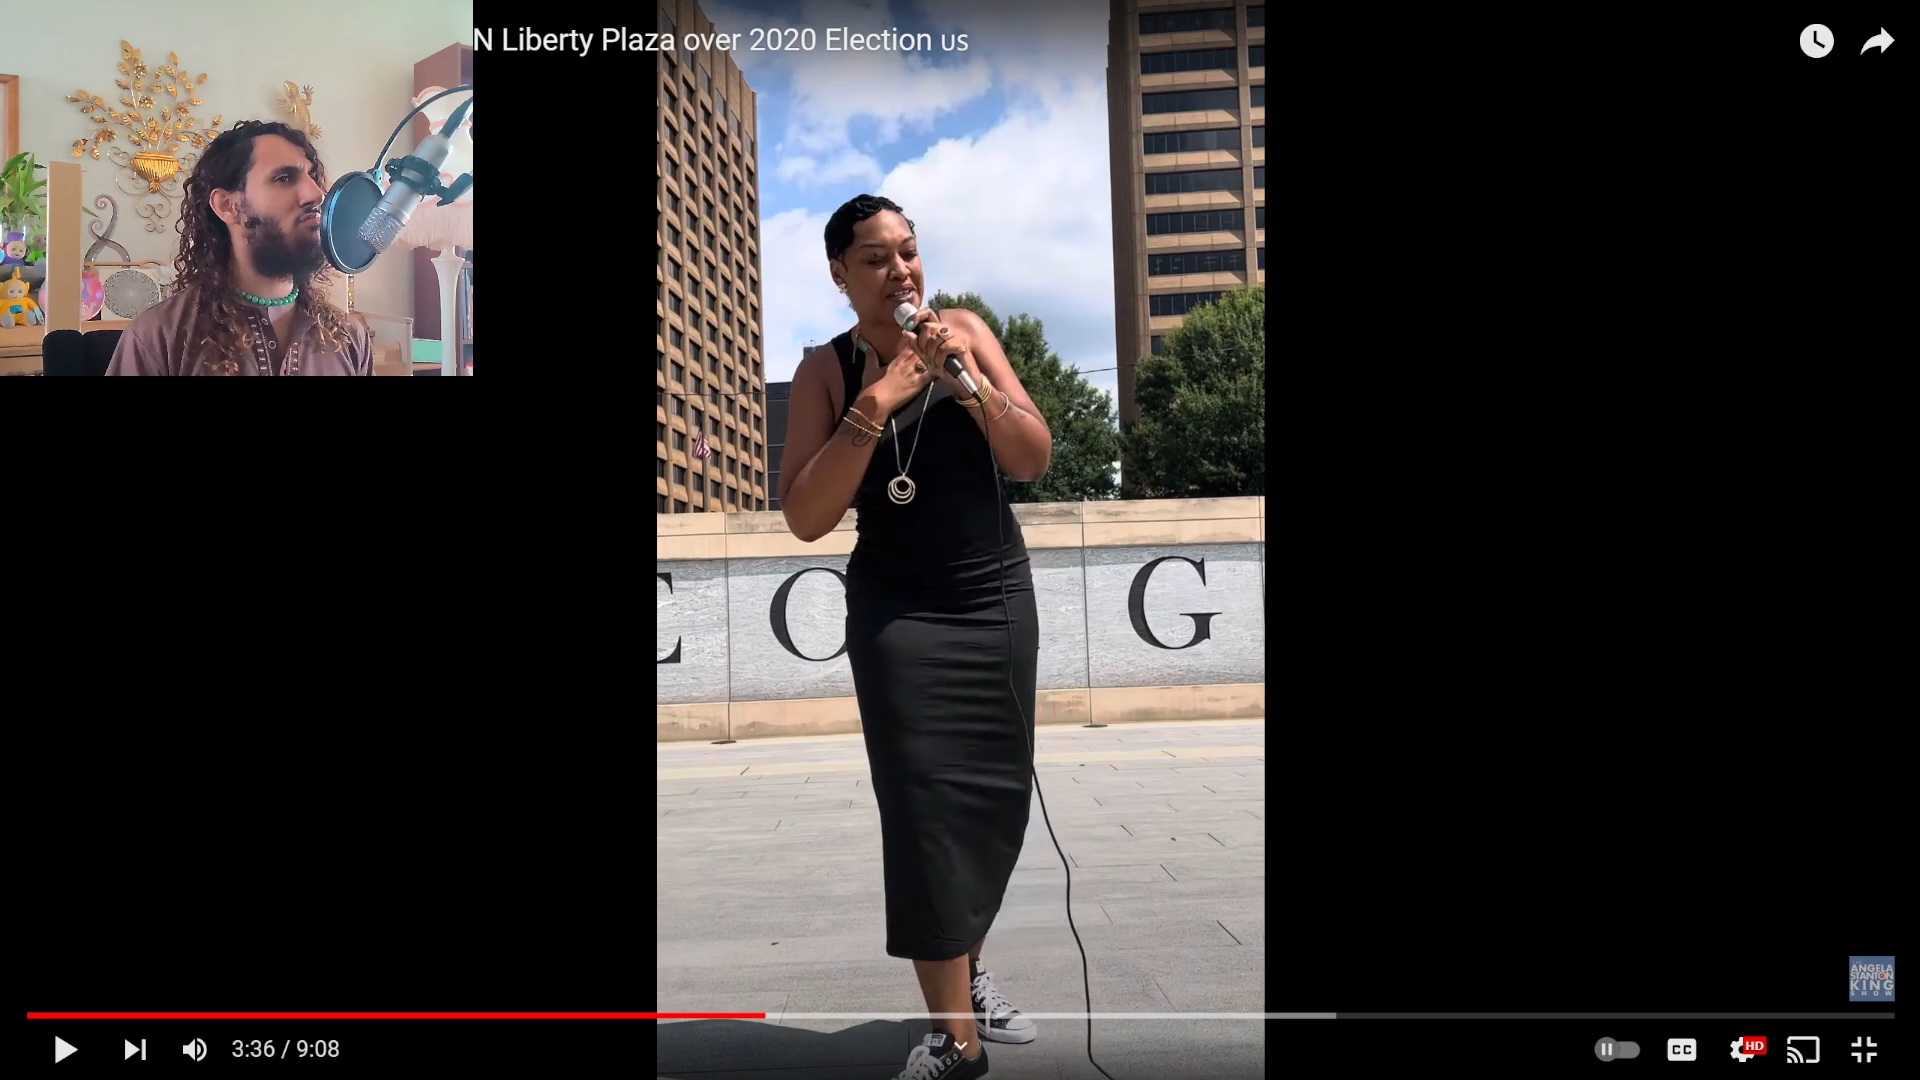 N Liberty Plaza over 2020 Election us
E O G
ANGELA
STANTON
KING
SHOW
3:36 / 9:08
CC
HD